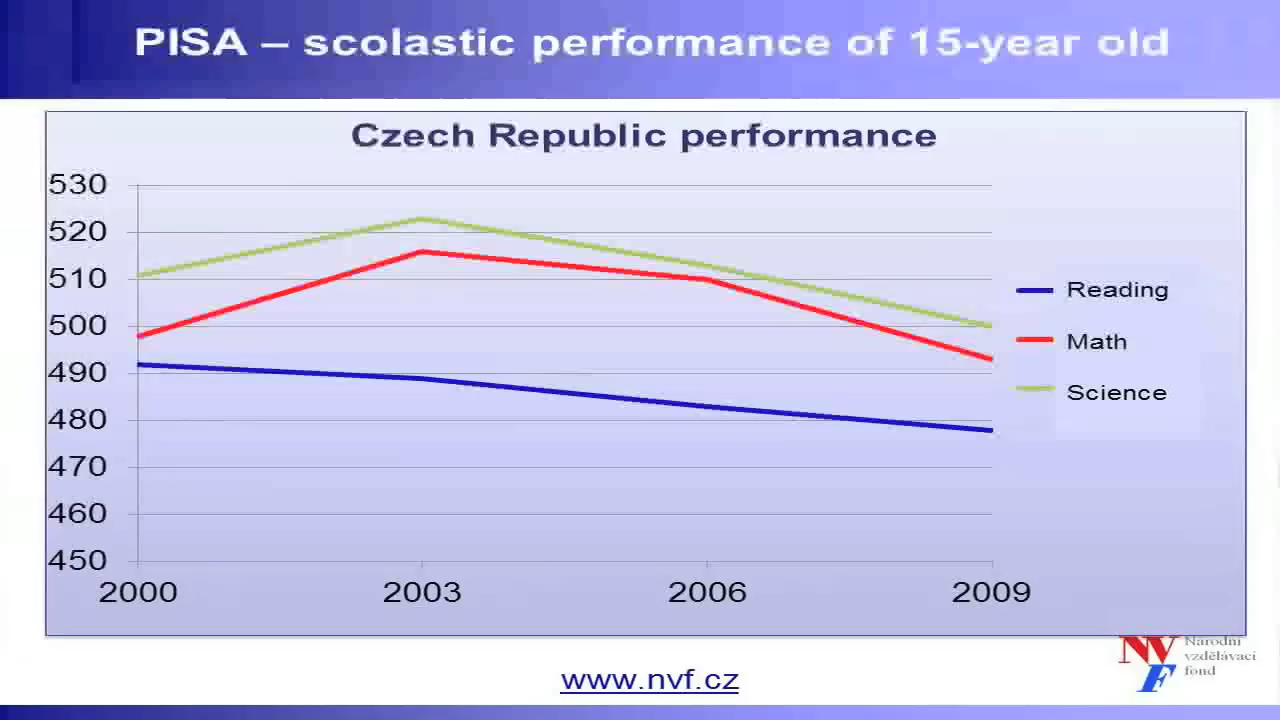 PISA – scolastic performance of 15-year old
Czech Republic performance
530
520
510
500
490
480
470
460
450
2000 2003 2006 2009
Reading
Math
Science
NVF
Národní
vzdělávací
fond
www.nvf.cz